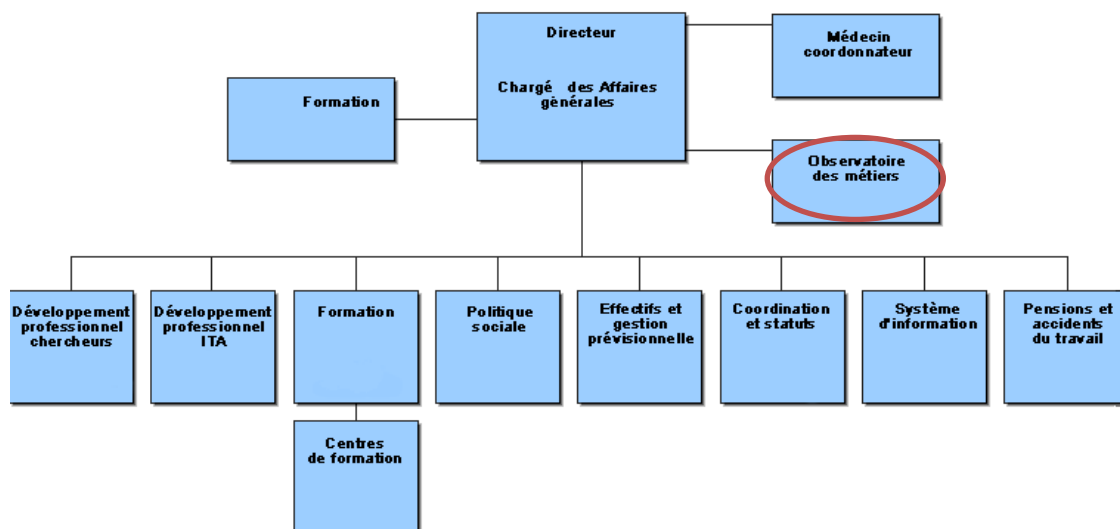 Directeur
Chargé des Affaires
générales
Médecin
coordonnateur
Formation
Observatoire
des métiers
Développement
professionnel
chercheurs
Développement
professionnel
ITA
Formation
Politique
sociale
Effectifs et
gestion
prévisionnelle
Coordination
et statuts
Système
d'information
Pensions et
accidents
du travail
Centres
de formation